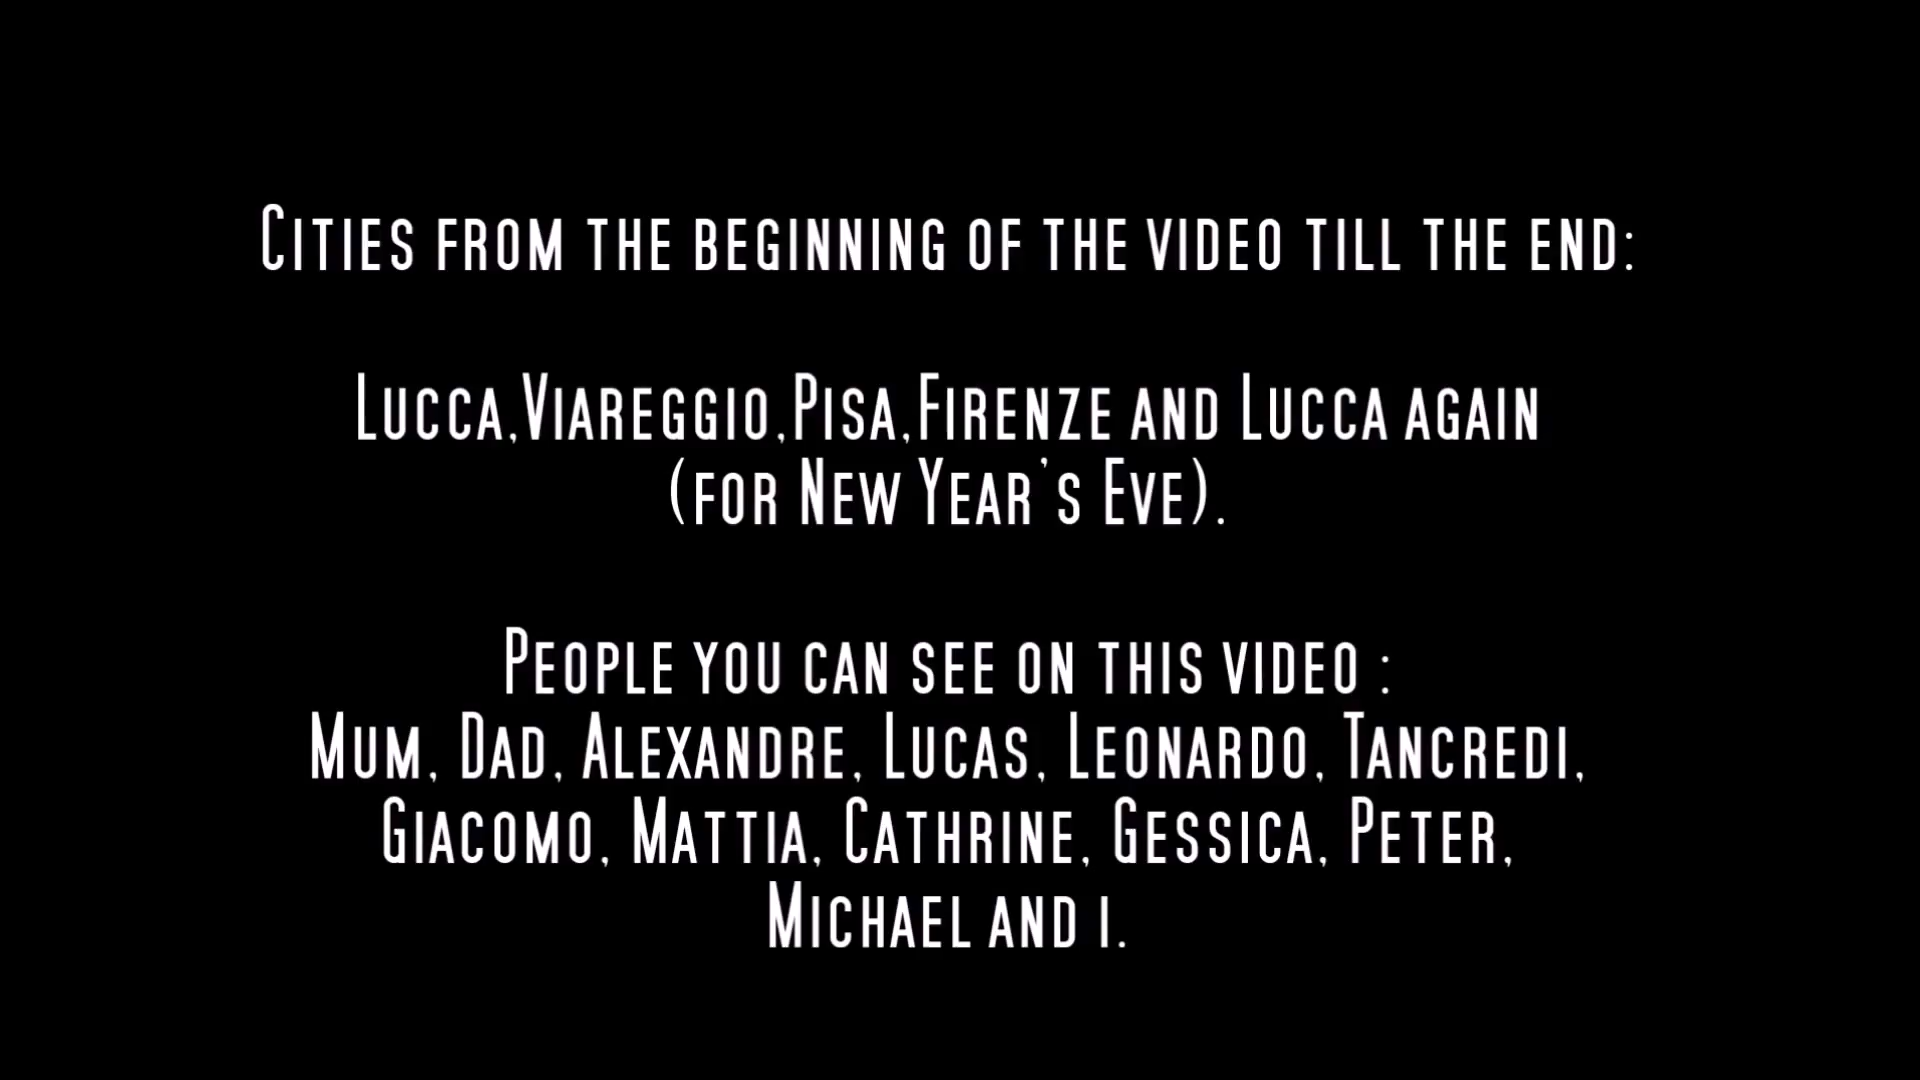 Cities from the beginning of the video till the end:
Lucca,Viareggio,Pisa,Firenze and Lucca again
(for New Year's Eve).
People you can see on this video :
Mum, Dad, Alexandre, Lucas, Leonardo, Tancredi,
Giacomo, Mattia, Cathrine, Gessica, Peter,
Michael and i.